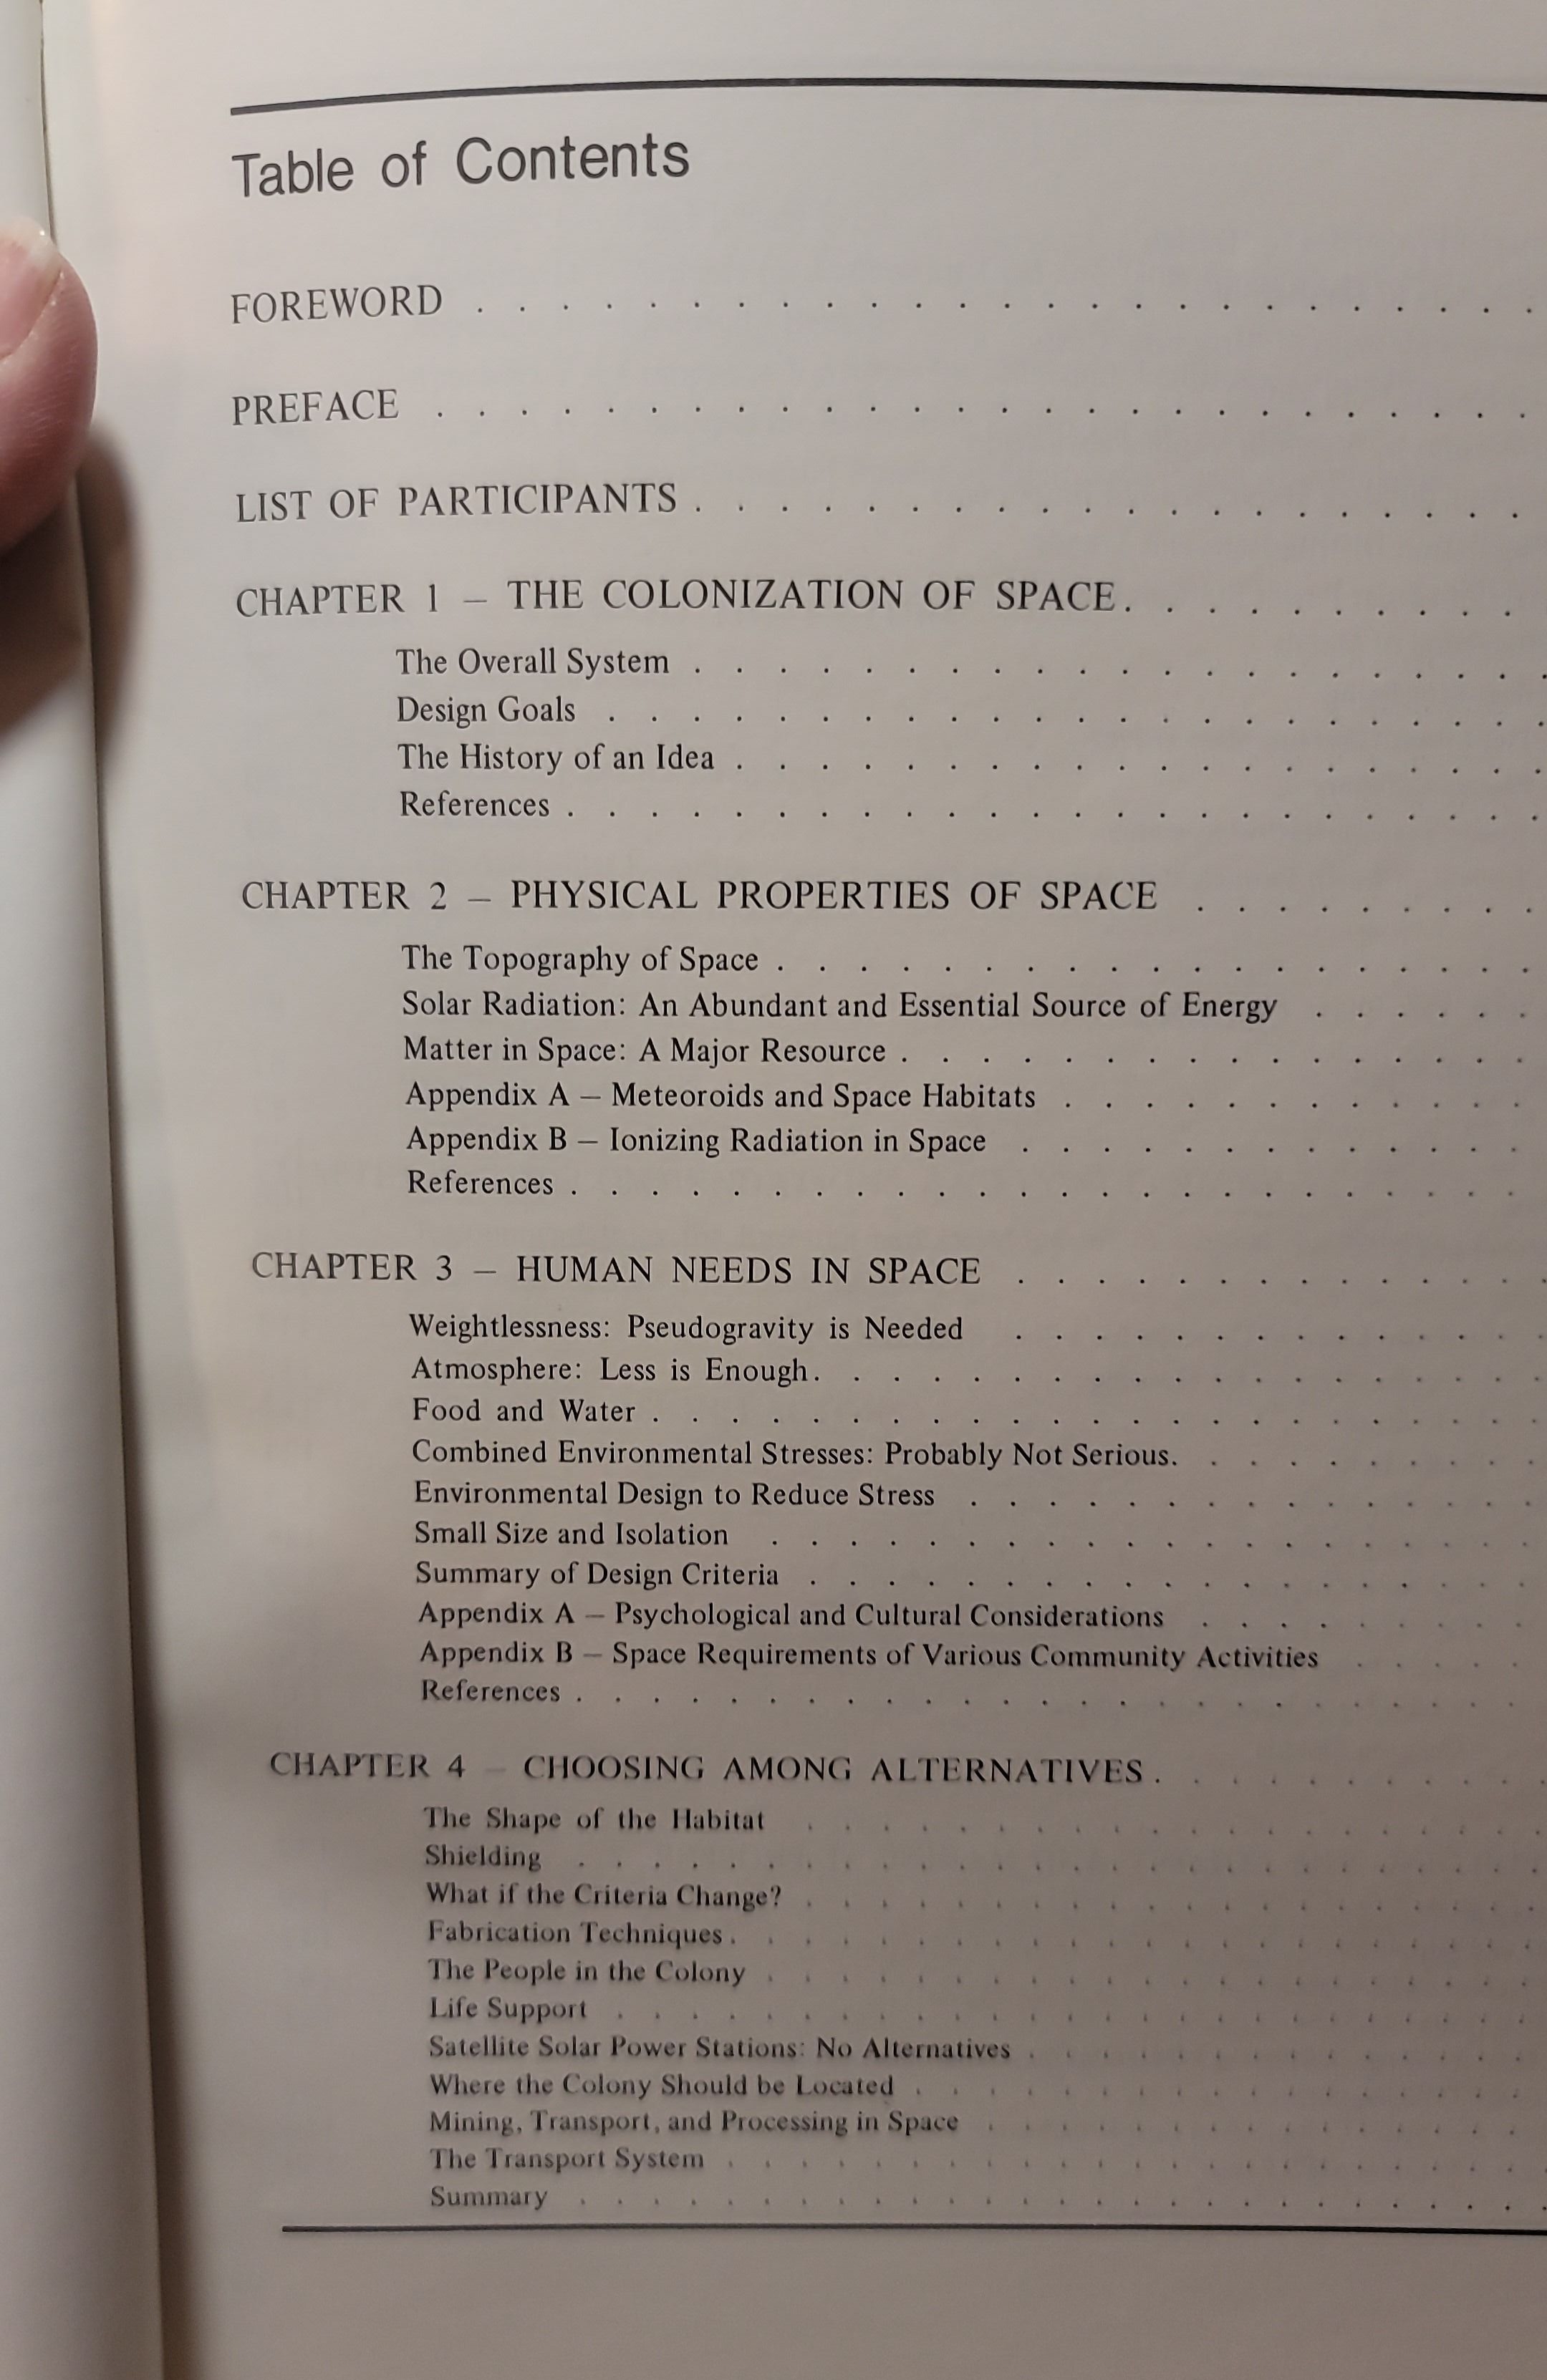 Table of Contents
FOREWORD . . . . . . . . . . . . . . . . . . . . . . . . .
PREFACE . . . . . . . . . . . . . . . . . . . . . . . . . .
LIST OF PARTICIPANTS . . . . . . . . . . . . . . . . . . . .
CHAPTER 1 – THE COLONIZATION OF SPACE . . . . . . . . . .
The Overall System . . . . . . . . . . . . . . . . . . . . .
Design Goals . . . . . . . . . . . . . . . . . . . . . . .
The History of an Idea . . . . . . . . . . . . . . . . . . . .
References . . . . . . . . . . . . . . . . . . . . . . . .
CHAPTER 2 – PHYSICAL PROPERTIES OF SPACE . . . . . . . . .
The Topography of Space . . . . . . . . . . . . . . . . . . .
Solar Radiation: An Abundant and Essential Source of Energy . . . . . .
Matter in Space: A Major Resource . . . . . . . . . . . . . . . .
Appendix A – Meteoroids and Space Habitats . . . . . . . . . . . .
Appendix B – Ionizing Radiation in Space . . . . . . . . . . . . .
References . . . . . . . . . . . . . . . . . . . . . . . .
CHAPTER 3 – HUMAN NEEDS IN SPACE . . . . . . . . . . . . . .
Weightlessness: Pseudogravity is Needed . . . . . . . . . . . . . .
Atmosphere: Less is Enough . . . . . . . . . . . . . . . . . . .
Food and Water . . . . . . . . . . . . . . . . . . . . . . .
Combined Environmental Stresses: Probably Not Serious . . . . . . . . . .
Environmental Design to Reduce Stress . . . . . . . . . . . . . . .
Small Size and Isolation . . . . . . . . . . . . . . . . . . . .
Summary of Design Criteria . . . . . . . . . . . . . . . . . . .
Appendix A – Psychological and Cultural Considerations . . . . . . . . .
Appendix B – Space Requirements of Various Community Activities . . . . .
References . . . . . . . . . . . . . . . . . . . . . . . . .
CHAPTER 4 – CHOOSING AMONG ALTERNATIVES . . . . . . . . . . .
The Shape of the Habitat . . . . . . . . . . . . . . . . . . . .
Shielding . . . . . . . . . . . . . . . . . . . . . . . . . .
What if the Criteria Change? . . . . . . . . . . . . . . . . . . .
Fabrication Techniques . . . . . . . . . . . . . . . . . . . . . .
The People in the Colony . . . . . . . . . . . . . . . . . . . . .
Life Support . . . . . . . . . . . . . . . . . . . . . . . . .
Satellite Solar Power Stations: No Alternatives . . . . . . . . . . . . . .
Where the Colony Should be Located . . . . . . . . . . . . . . . . .
Mining, Transport, and Processing in Space . . . . . . . . . . . . . . .
The Transport System . . . . . . . . . . . . . . . . . . . . . .
Summary . . . . . . . . . . . . . . . . . . . . . . . . . .